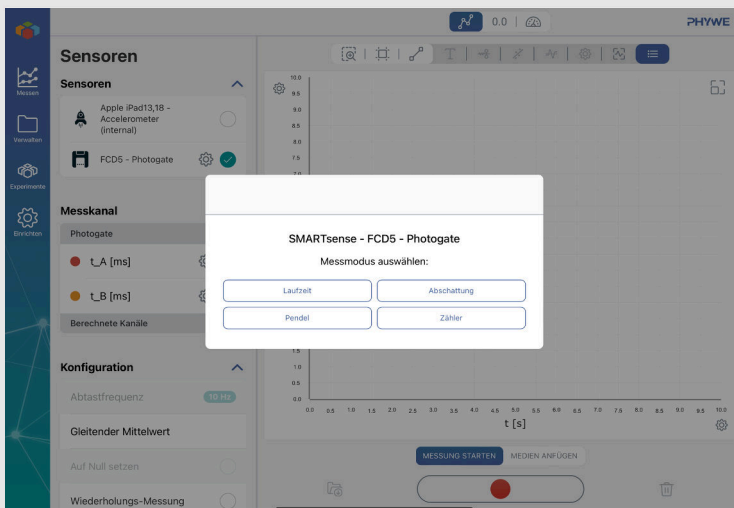 0.0
PHYWE
Messen
Verwalten
Experimente
Einrichten
Sensoren
Sensoren
Apple iPad13,18 -
Accelerometer
(internal)
FCD5 - Photogate
Messkanal
Photogate
t_A [ms]
t_B [ms]
Berechnete Kanäle
Konfiguration
Abtastfrequenz
10 Hz
Gleitender Mittelwert
Auf Null setzen
Wiederholungs-Messung
T
10.0
9.5
9.0
8.5
8.0
7.5
7.0
SMARTsense - FCD5 - Photogate
Messmodus auswählen:
Laufzeit
Abschattung
Pendel
Zähler
1.5
1.0
0.5
0.0
0.0 0.5 1.0 1.5 2.0 2.5 3.0 3.5 4.0 4.5 5.0 5.5 6.0 6.5 7.0 7.5 8.0 8.5 9.0 9.5 10.0
t [s]
MESSUNG STARTEN
MEDIEN ANFÜGEN